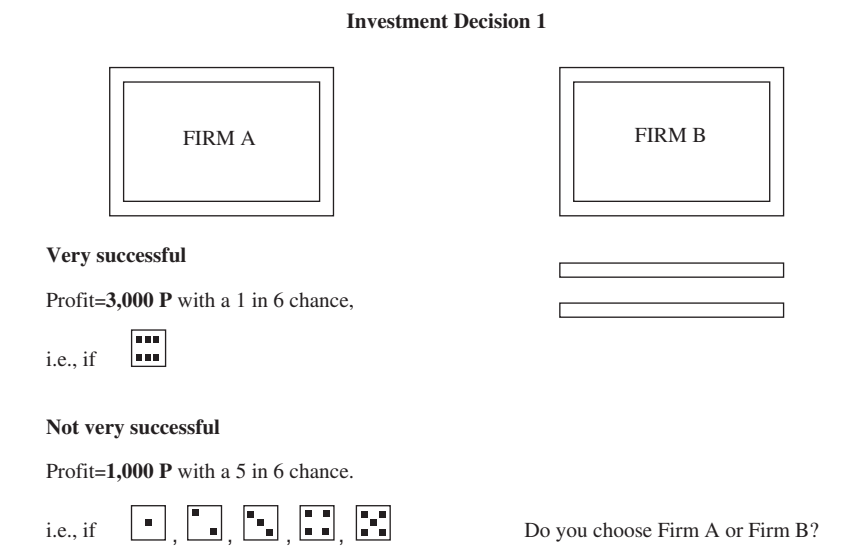 Investment Decision 1
FIRM A
FIRM B
Very successful
Profit=3,000 P with a 1 in 6 chance,
i.e., if
Not very successful
Profit=1,000 P with a 5 in 6 chance.
i.e., if , , , ,
Do you choose Firm A or Firm B?